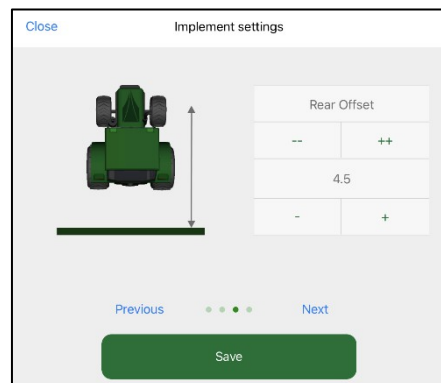 Close Implement settings
Rear Offset
-- ++
4.5
- +
Previous Next
Save